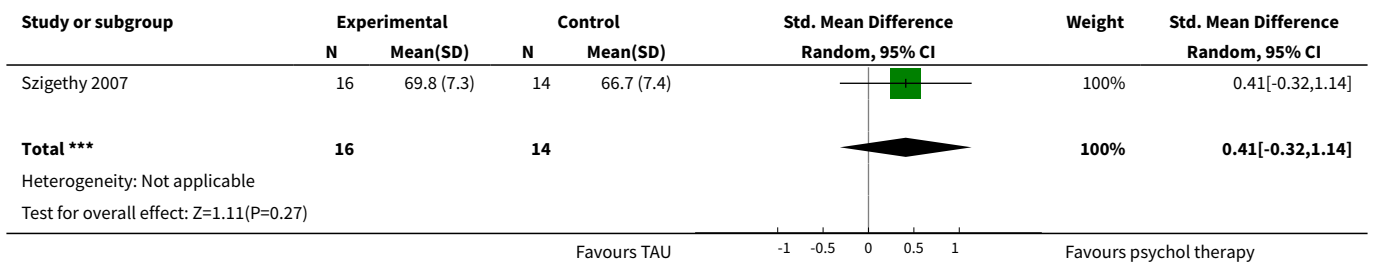 Study or subgroup Experimental Control Std. Mean Difference Weight Std. Mean Difference
N Mean(SD) N Mean(SD) Random, 95% CI Random, 95% CI
Szigethy 2007 16 69.8 (7.3) 14 66.7 (7.4) 100% 0.41[-0.32,1.14]
Total *** 16 14 100% 0.41[-0.32,1.14]
Heterogeneity: Not applicable
Test for overall effect: Z=1.11(P=0.27)
Favours TAU -1 -0.5 0 0.5 1 Favours psychol therapy